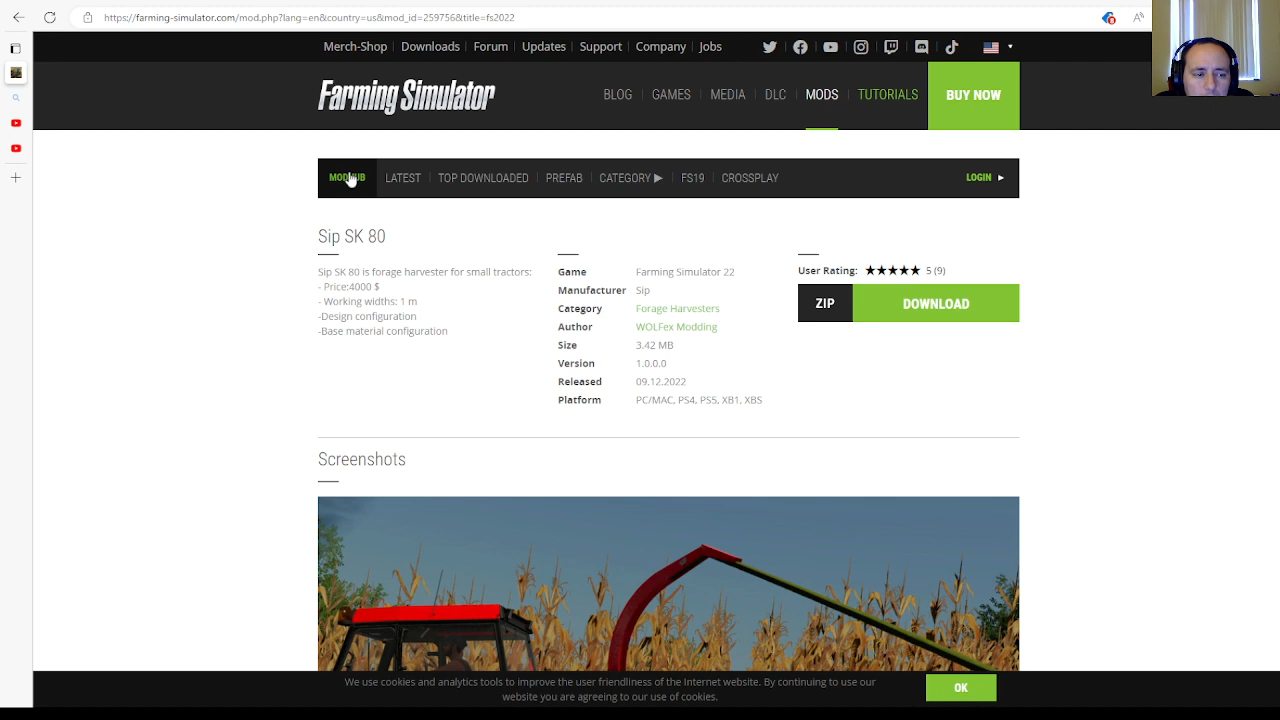 https://farming-simulator.com/mod.php?lang=en&country=us&mod_id=259756&title=fs2022
Merch-Shop Downloads Forum Updates Support Company Jobs
Farming Simulator
BLOG GAMES MEDIA DLC MODS TUTORIALS BUY NOW
MODHUB LATEST TOP DOWNLOADED PREFAB CATEGORY ▶ FS19 CROSSPLAY LOGIN ▶
Sip SK 80
Sip SK 80 is forage harvester for small tractors:
- Price:4000 $
- Working widths: 1 m
-Design configuration
-Base material configuration
Game Farming Simulator 22
Manufacturer Sip
Category Forage Harvesters
Author WOLFex Modding
Size 3.42 MB
Version 1.0.0.0
Released 09.12.2022
Platform PC/MAC, PS4, PS5, XB1, XBS
User Rating: ★★★★★ 5 (9)
ZIP DOWNLOAD
Screenshots
We use cookies and analytics tools to improve the user friendliness of the Internet website. By continuing to use our
website you are agreeing to our use of cookies.
OK